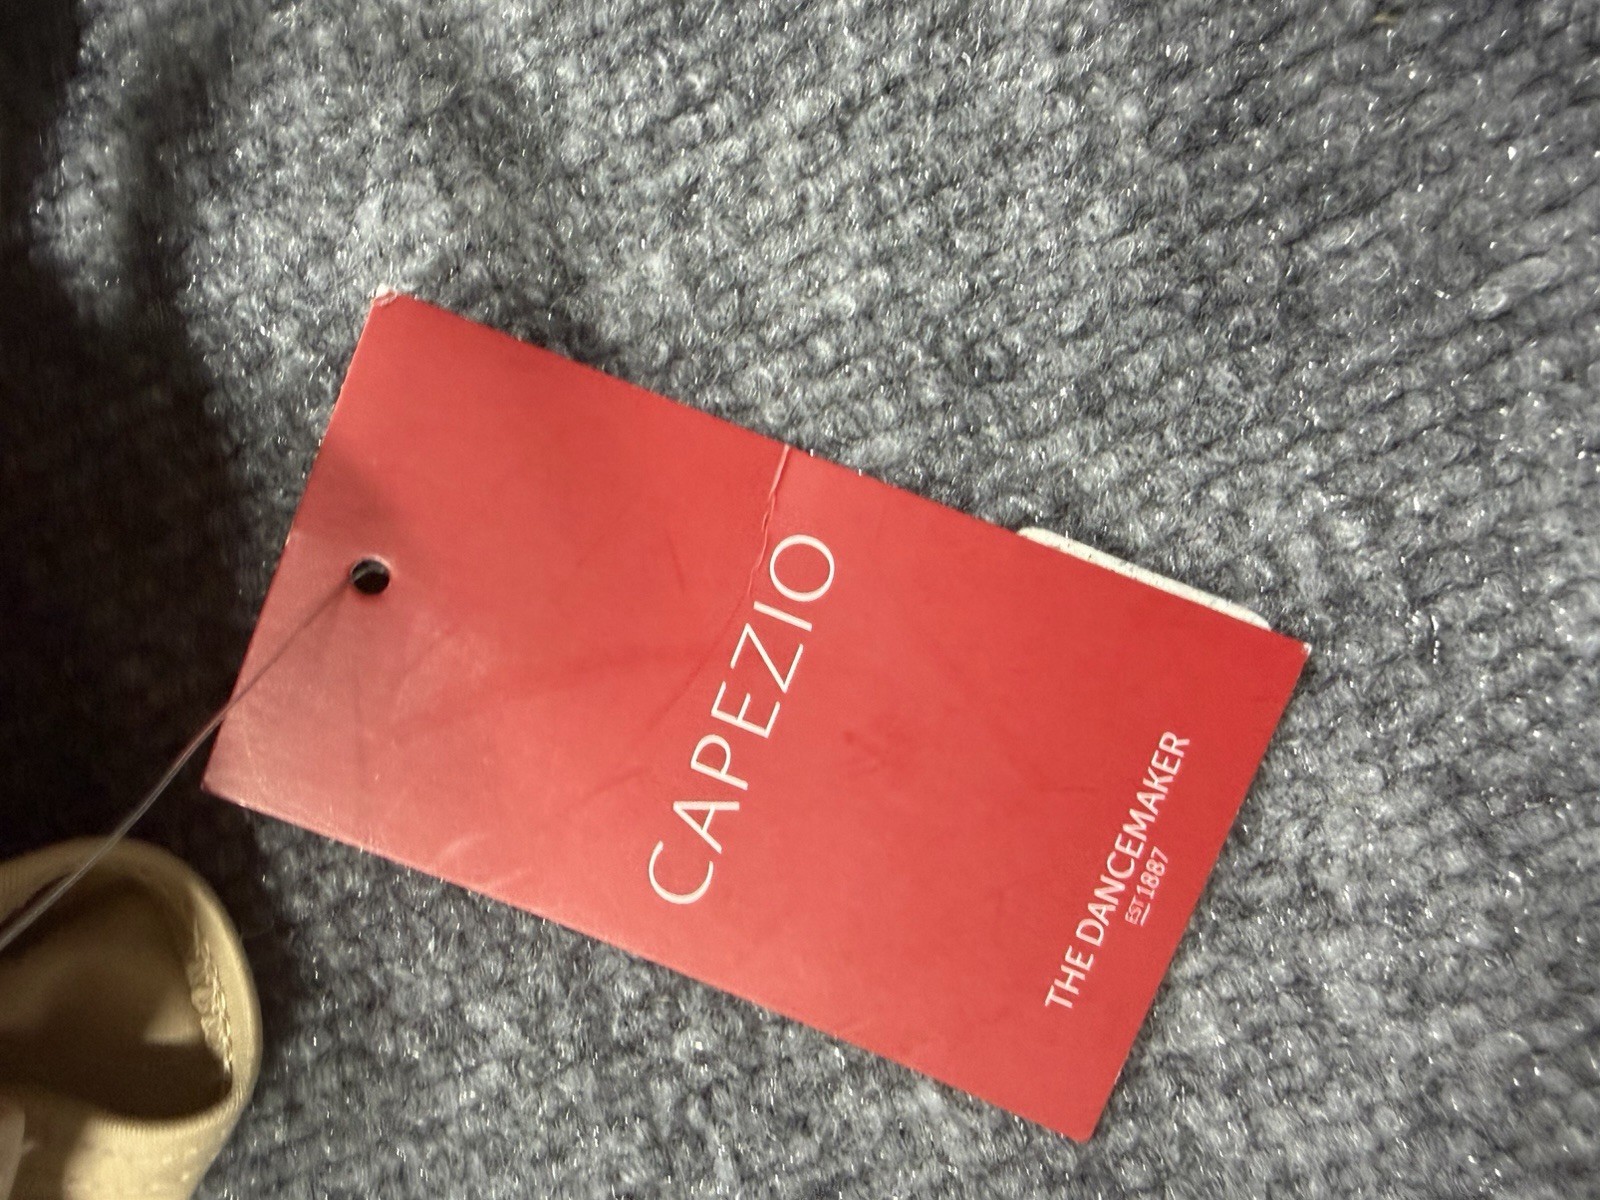 CAPEZIO
THE DANCEMAKER
EST 1887